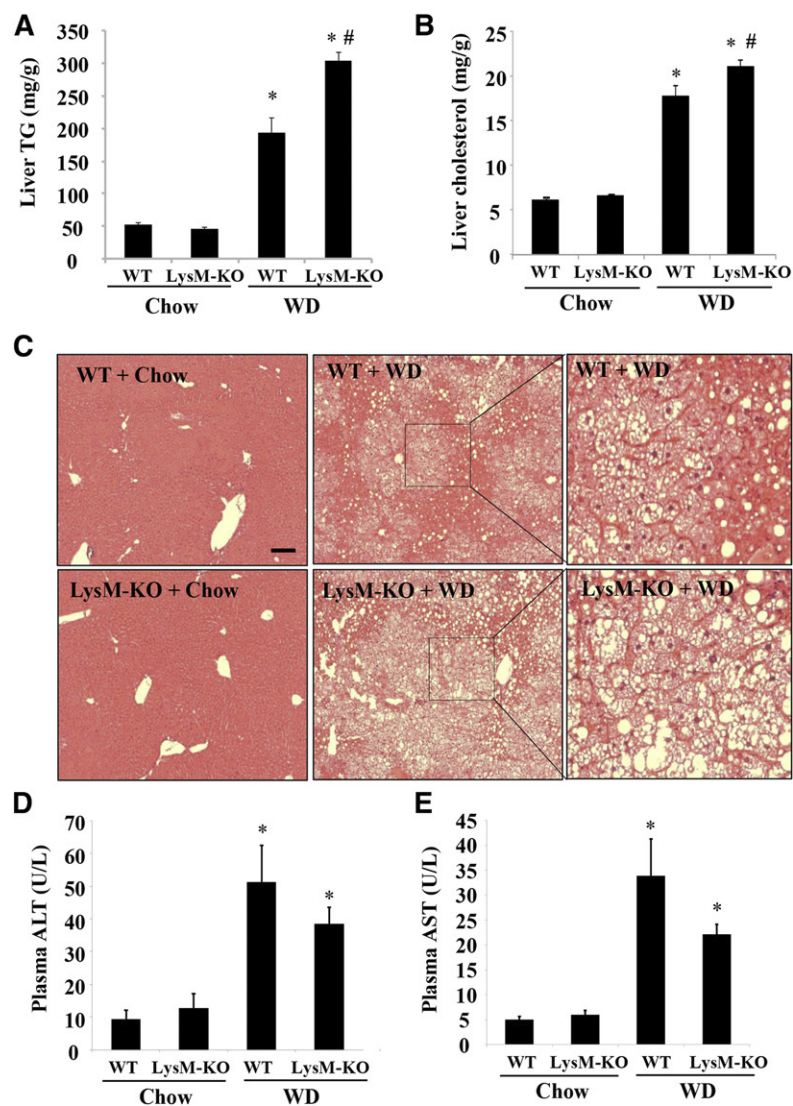 A
Liver TG (mg/g)
350
300
250
200
150
100
50
0
*
* #
WT
LysM-KO
WT
LysM-KO
Chow
WD
B
Liver cholesterol (mg/g)
25
20
15
10
5
0
*
* #
WT
LysM-KO
WT
LysM-KO
Chow
WD
C
WT + Chow
WT + WD
WT + WD
LysM-KO + Chow
LysM-KO + WD
LysM-KO + WD
D
Plasma ALT (U/L)
70
60
50
40
30
20
10
0
*
*
WT
LysM-KO
WT
LysM-KO
Chow
WD
E
Plasma AST (U/L)
45
40
35
30
25
20
15
10
5
0
*
*
WT
LysM-KO
WT
LysM-KO
Chow
WD